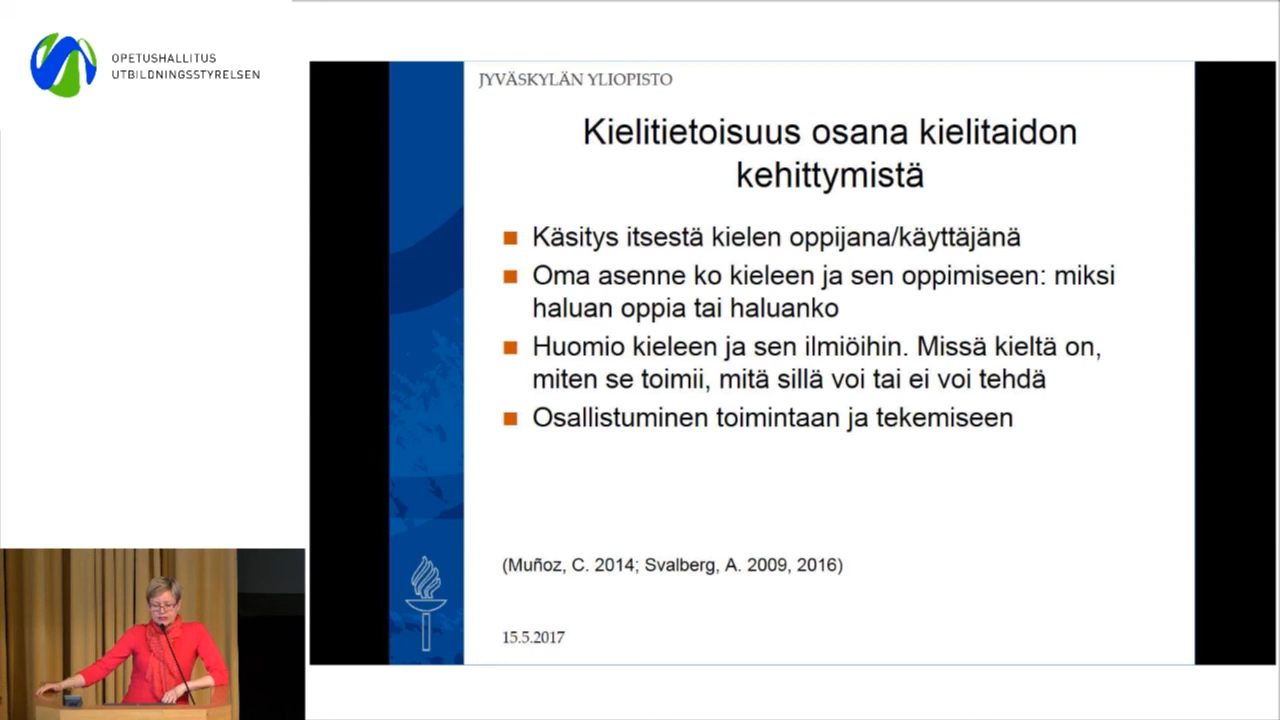 OPETUSHALLITUS
UTBILDNINGSSTYRELSEN
JYVÄSKYLÄN YLIOPISTO
Kielitietoisuus osana kielitaidon
kehittymistä
Käsitys itsestä kielen oppijana/käyttäjänä
Oma asenne ko kieleen ja sen oppimiseen: miksi
haluan oppia tai haluanko
Huomio kieleen ja sen ilmiöihin. Missä kieltä on,
miten se toimii, mitä sillä voi tai ei voi tehdä
Osallistuminen toimintaan ja tekemiseen
(Muñoz, C. 2014; Svalberg, A. 2009, 2016)
15.5.2017